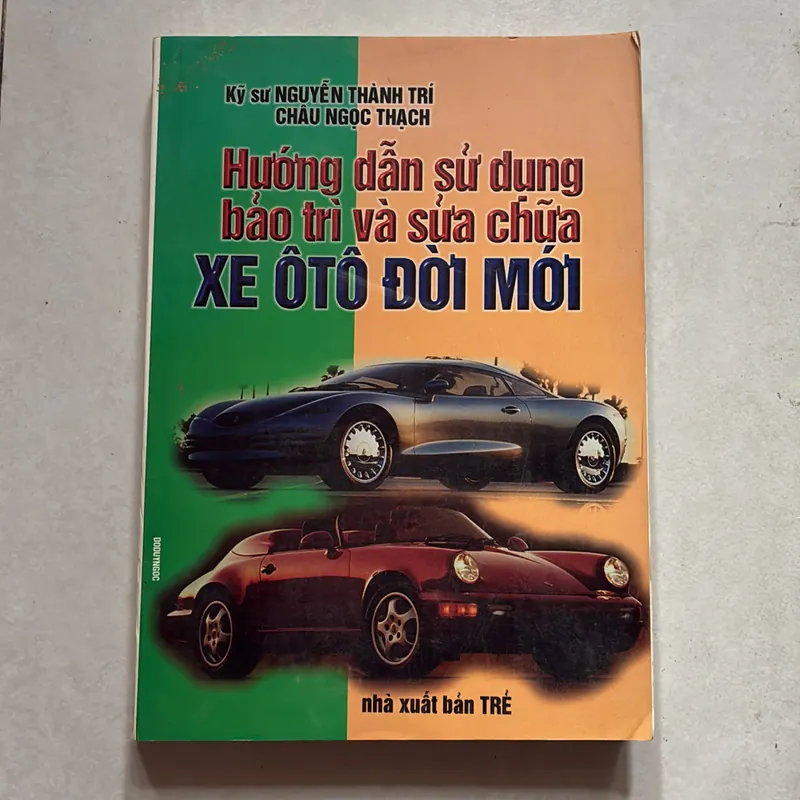 Kỹ sư NGUYỄN THÀNH TRÍ
CHÂU NGỌC THẠCH
Hướng dẫn sử dụng
bảo trì và sửa chữa
XE ÔTÔ ĐỜI MỚI
DODUYNGOC
nhà xuất bản TRẺ